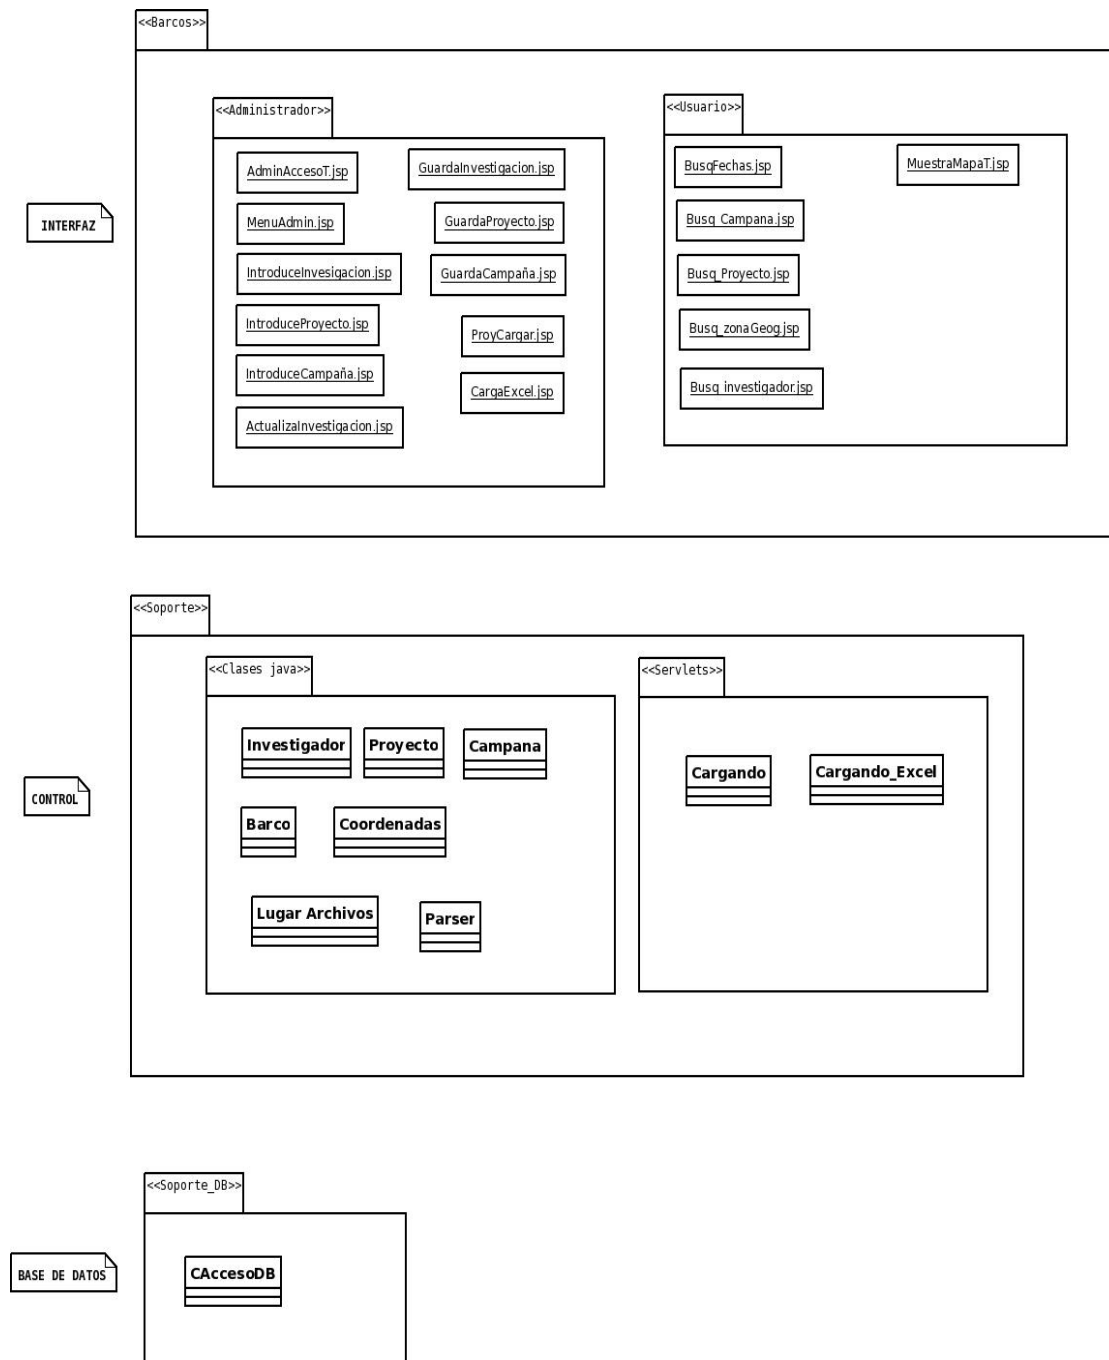 <<Barcos>>
INTERFAZ
<<Administrador>>
AdminAccesoT.jsp
MenuAdmin.jsp
IntroduceInvesigacion.jsp
IntroduceProyecto.jsp
IntroduceCampaña.jsp
ActualizaInvestigacion.jsp
GuardaInvestigacion.jsp
GuardaProyecto.jsp
GuardaCampaña.jsp
ProyCargar.jsp
CargaExcel.jsp
<<Usuario>>
BusqFechas.jsp
Busq_Campana.jsp
Busq_Proyecto.jsp
Busq_zonaGeog.jsp
Busq_investigador.jsp
MuestraMapaT.jsp
<<Soporte>>
CONTROL
<<Clases java>>
Investigador
Proyecto
Campana
Barco
Coordenadas
Lugar Archivos
Parser
<<Servlets>>
Cargando
Cargando_Excel
<<Soporte_DB>>
BASE DE DATOS
CAccesoDB